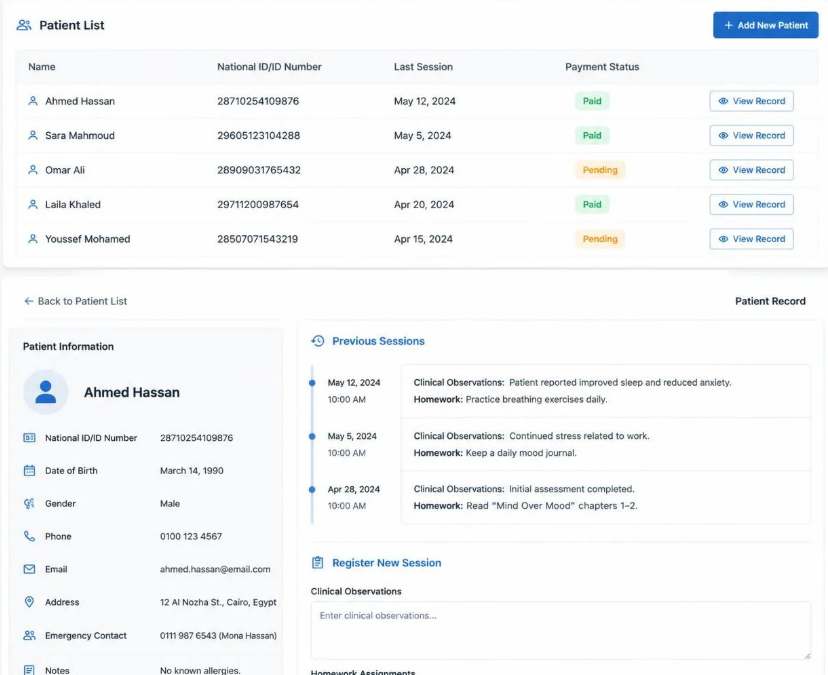 Patient List
+ Add New Patient
Name National ID/ID Number Last Session Payment Status
Ahmed Hassan 28710254109876 May 12, 2024 Paid View Record
Sara Mahmoud 29605123104288 May 5, 2024 Paid View Record
Omar Ali 28909031765432 Apr 28, 2024 Pending View Record
Laila Khaled 29711200987654 Apr 20, 2024 Paid View Record
Youssef Mohamed 28507071543219 Apr 15, 2024 Pending View Record
← Back to Patient List
Patient Record
Patient Information
Ahmed Hassan
National ID/ID Number 28710254109876
Date of Birth March 14, 1990
Gender Male
Phone 0100 123 4567
Email ahmed.hassan@email.com
Address 12 Al Nozha St., Cairo, Egypt
Emergency Contact 0111 987 6543 (Mona Hassan)
Notes No known allergies.
Previous Sessions
May 12, 2024 Clinical Observations: Patient reported improved sleep and reduced anxiety.
10:00 AM Homework: Practice breathing exercises daily.
May 5, 2024 Clinical Observations: Continued stress related to work.
10:00 AM Homework: Keep a daily mood journal.
Apr 28, 2024 Clinical Observations: Initial assessment completed.
10:00 AM Homework: Read "Mind Over Mood" chapters 1–2.
Register New Session
Clinical Observations
Enter clinical observations...
Homework Assignments